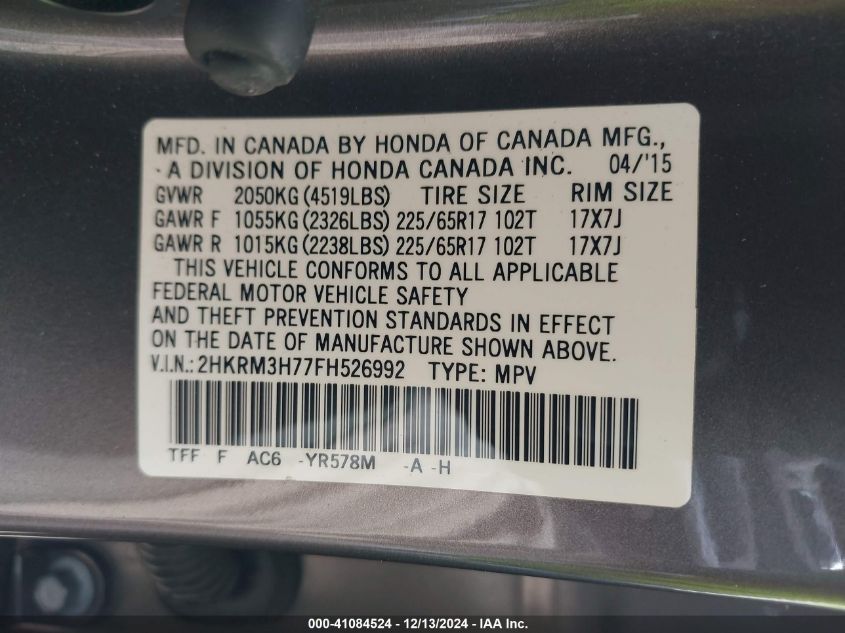 MFD. IN CANADA BY HONDA OF CANADA MFG.,
A DIVISION OF HONDA CANADA INC. 04/'15
GVWR 2050KG (4519LBS) TIRE SIZE RIM SIZE
GAWR F 1055KG (2326LBS) 225/65R17 102T 17X7J
GAWR R 1015KG (2238LBS) 225/65R17 102T 17X7J
THIS VEHICLE CONFORMS TO ALL APPLICABLE
FEDERAL MOTOR VEHICLE SAFETY
AND THEFT PREVENTION STANDARDS IN EFFECT
ON THE DATE OF MANUFACTURE SHOWN ABOVE.
V.I.N.: 2HKRM3H77FH526992 TYPE: MPV
TFF F AC6 -YR578M -A -H
000-41084524 - 12/13/2024 - IAA Inc.